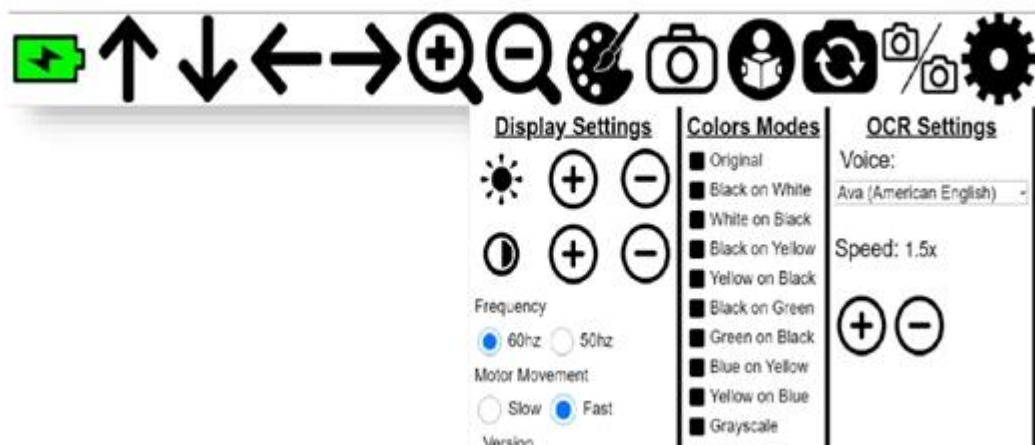 Display Settings
Frequency
60hz 50hz
Motor Movement
Slow Fast
Version
Colors Modes
Original
Black on White
White on Black
Black on Yellow
Yellow on Black
Black on Green
Green on Black
Blue on Yellow
Yellow on Blue
Grayscale
OCR Settings
Voice:
Ava (American English)
Speed: 1.5x